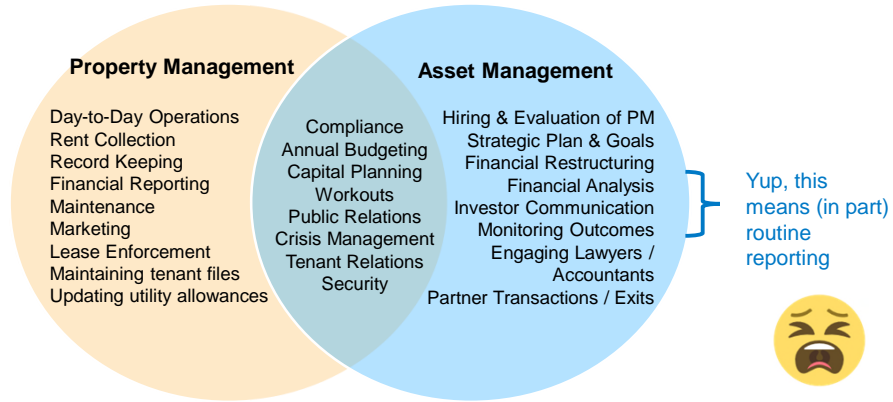 Property Management
Day-to-Day Operations
Rent Collection
Record Keeping
Financial Reporting
Maintenance
Marketing
Lease Enforcement
Maintaining tenant files
Updating utility allowances
Compliance
Annual Budgeting
Capital Planning
Workouts
Public Relations
Crisis Management
Tenant Relations
Security
Asset Management
Hiring & Evaluation of PM
Strategic Plan & Goals
Financial Restructuring
Financial Analysis
Investor Communication
Monitoring Outcomes
Engaging Lawyers /
Accountants
Partner Transactions / Exits
Yup, this
means (in part)
routine
reporting